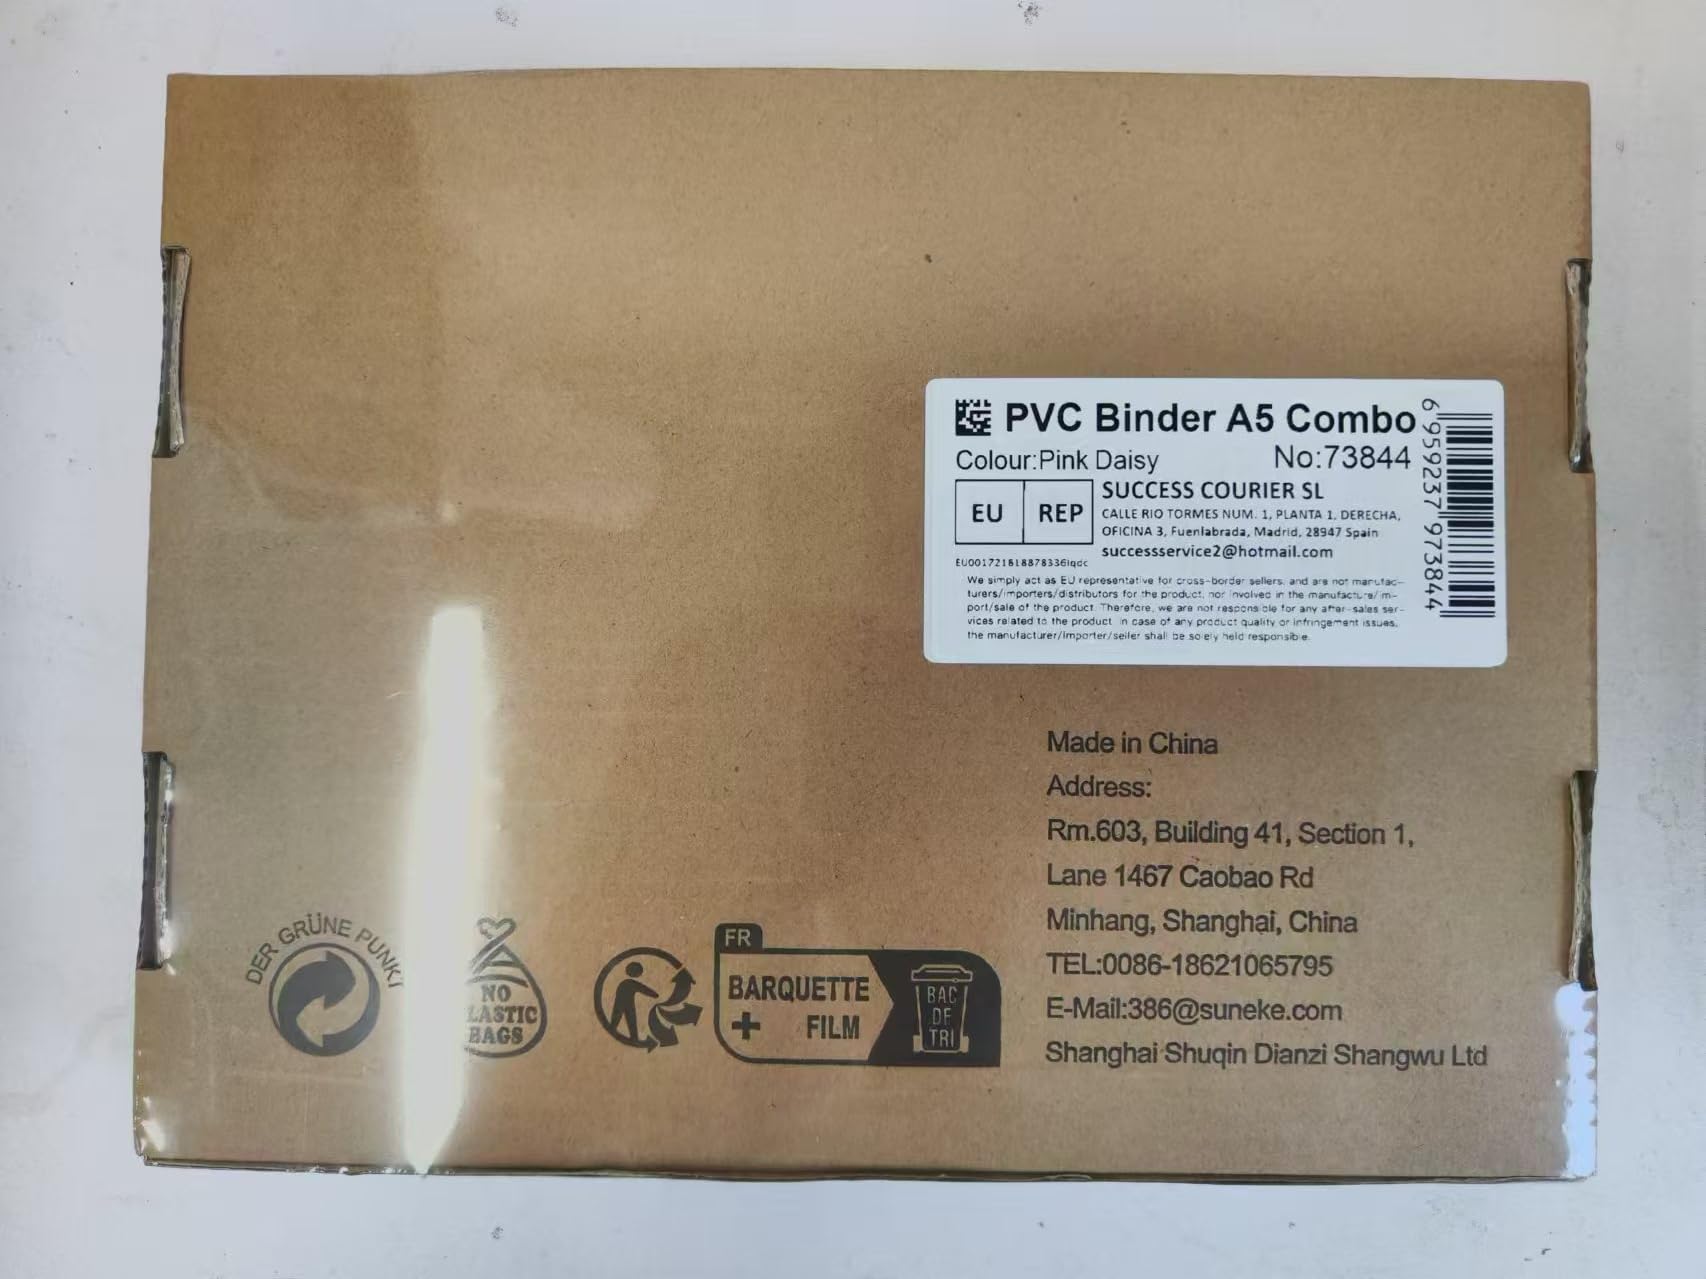 PVC Binder A5 Combo
Colour:Pink Daisy No:73844
EU REP
SUCCESS COURIER SL
CALLE RIO TORMES NUM. 1, PLANTA 1, DERECHA,
OFICINA 3, Fuenlabrada, Madrid, 28947 Spain
successservice2@hotmail.com
We simply act as EU representative for cross-border sellers, and are not manufac-
turers/importers/distributors for the product, nor involved in the manufacture/im-
port/sale of the product. Therefore, we are not responsible for any after-sales ser-
vices related to the product. In case of any product quality or infringement issues,
the manufacturer/importer/seller shall be solely held responsible.
6 959237 973844
Made in China
Address:
Rm.603, Building 41, Section 1,
Lane 1467 Caobao Rd
Minhang, Shanghai, China
TEL:0086-18621065795
E-Mail:386@suneke.com
Shanghai Shuqin Dianzi Shangwu Ltd
DER GRÜNE PUNKT
NO
LASTIC
BAGS
FR
BARQUETTE
+ FILM
BAC
DE
TRI